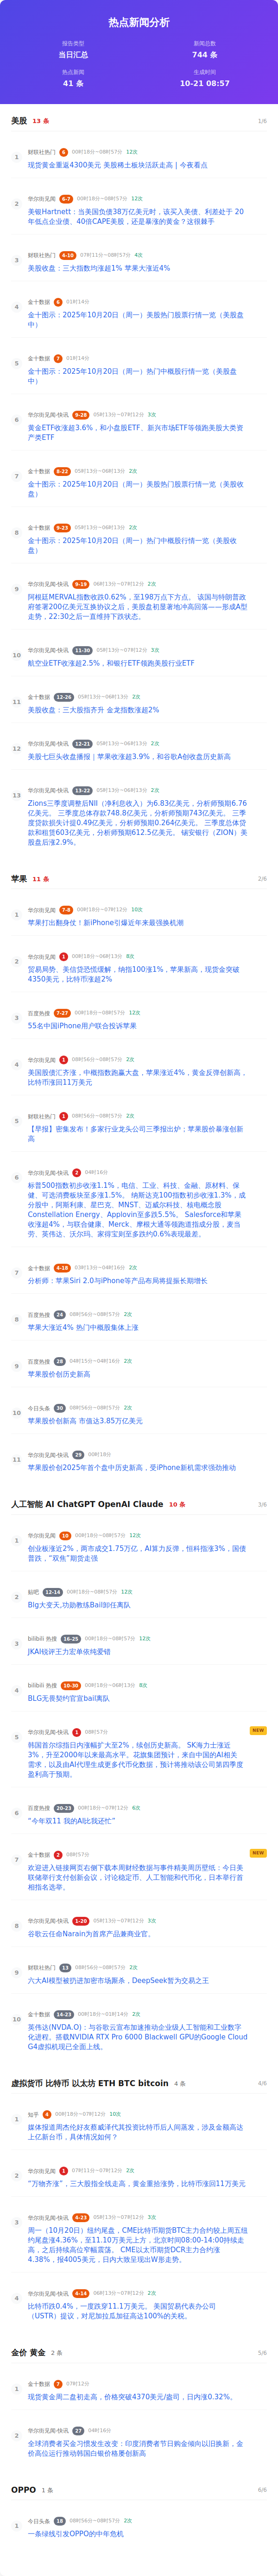 热点新闻分析
报告类型
新闻总数
当日汇总
744 条
热点新闻
生成时间
41 条
10-21 08:57
美股 13 条 1/6
1 财联社热门 6 00时18分~08时57分 12次
现货黄金重返4300美元 美股稀土板块活跃走高 | 今夜看点
2 华尔街见闻 6-7 00时18分~08时57分 12次
美银Hartnett：当美国负债38万亿美元时，该买入美债、利差处于 20
年低点企业债、40倍CAPE美股，还是暴涨的黄金？这很棘手
3 财联社热门 4-10 07时11分~08时57分 4次
美股收盘：三大指数均涨超1% 苹果大涨近4%
4 金十数据 6 01时14分
金十图示：2025年10月20日（周一）美股热门股票行情一览（美股盘
中）
5 金十数据 7 01时14分
金十图示：2025年10月20日（周一）美股热门中概股行情一览（美股盘
中）
6 华尔街见闻-快讯 9-28 05时13分~07时12分 3次
黄金ETF收涨超3.6%，和小盘股ETF、新兴市场ETF等领跑美股大类资
产类ETF
7 金十数据 8-22 05时13分~06时13分 2次
金十图示：2025年10月20日（周一）美股热门股票行情一览（美股收
盘）
8 金十数据 9-23 05时13分~06时13分 2次
金十图示：2025年10月20日（周一）热门中概股行情一览（美股收
盘）
9 华尔街见闻-快讯 9-19 06时13分~07时12分 2次
阿根廷MERVAL指数收跌0.62%，至198万点下方点。 该国与特朗普政
府签署200亿美元互换协议之后，美股盘初显著地冲高回落——形成A型
走势，22:30之后一直维持下跌状态。
10 华尔街见闻-快讯 11-30 05时13分~07时12分 3次
航空业ETF收涨超2.5%，和银行ETF领跑美股行业ETF
11 金十数据 12-26 05时13分~06时13分 2次
美股收盘：三大股指齐升 金龙指数涨超2%
12 华尔街见闻-快讯 12-21 05时13分~06时13分 2次
美股七巨头收盘播报｜苹果收涨超3.9%，和谷歌A创收盘历史新高
13 华尔街见闻-快讯 13-22 05时13分~07时12分 2次
Zions三季度调整后NII（净利息收入）为6.83亿美元，分析师预期6.76
亿美元。 三季度总体存款748.8亿美元，分析师预期743亿美元。 三季
度贷款损失计提0.49亿美元，分析师预期0.264亿美元。 三季度总体贷
款和租赁603亿美元，分析师预期612.5亿美元。 锡安银行（ZION）美
股盘后涨2.9%。
苹果 11 条 2/6
1 华尔街见闻 7-8 00时18分~07时12分 10次
苹果打出翻身仗！新iPhone引爆近年来最强换机潮
2 华尔街见闻 1 00时18分~06时13分 8次
贸易局势、美信贷恐慌缓解，纳指100涨1%，苹果新高，现货金突破
4350美元，比特币涨超2%
3 百度热搜 7-27 00时18分~08时57分 12次
55名中国iPhone用户联合投诉苹果
4 华尔街见闻 1 08时56分~08时57分 2次
美国股债汇齐涨，中概指数跑赢大盘，苹果涨近4%，黄金反弹创新高，
比特币涨回11万美元
5 财联社热门 1 08时56分~08时57分 2次
【早报】密集发布！多家行业龙头公司三季报出炉；苹果股价暴涨创新
高
6 华尔街见闻-快讯 2 04时16分
标普500指数初步收涨1.1%，电信、工业、科技、金融、原材料、保
健、可选消费板块至多涨1.5%。 纳斯达克100指数初步收涨1.3%，成
分股中，阿斯利康、星巴克、MNST、迈威尔科技、核电概念股
Constellation Energy、Applovin至多跌5.5%。 Salesforce和苹果
收涨超4%，与联合健康、Merck、摩根大通等领跑道指成分股，麦当
劳、英伟达、沃尔玛、家得宝则至多跌约0.6%表现最差。
7 金十数据 4-18 03时13分~04时16分 2次
分析师：苹果Siri 2.0与iPhone等产品布局将提振长期增长
8 百度热搜 24 08时56分~08时57分 2次
苹果大涨近4% 热门中概股集体上涨
9 百度热搜 28 04时15分~04时16分 2次
苹果股价创历史新高
10 今日头条 30 08时56分~08时57分 2次
苹果股价创新高 市值达3.85万亿美元
11 华尔街见闻-快讯 29 00时18分
苹果股价创2025年首个盘中历史新高，受iPhone新机需求强劲推动
人工智能 AI ChatGPT OpenAI Claude 10 条 3/6
1 华尔街见闻 10 00时18分~08时57分 12次
创业板涨近2%，两市成交1.75万亿，AI算力反弹，恒科指涨3%，国债
普跌，“双焦”期货走强
2 贴吧 12-14 00时18分~08时57分 12次
Blg大变天,功勋教练Bail卸任离队
3 bilibili 热搜 16-25 00时18分~08时57分 12次
JKAI锐评王力宏单依纯爱错
4 bilibili 热搜 10-30 00时18分~06时13分 8次
BLG无畏契约官宣bail离队
5 华尔街见闻-快讯 1 08时57分 NEW
韩国首尔综指日内涨幅扩大至2%，续创历史新高。 SK海力士涨近
3%，升至2000年以来最高水平。花旗集团预计，来自中国的AI相关
需求，以及由AI代理生成更多代币化数据，预计将推动该公司第四季度
盈利高于预期。
6 百度热搜 20-23 00时18分~07时12分 6次
“今年双11 我的AI比我还忙”
7 金十数据 2 08时57分 NEW
欢迎进入链接网页右侧下载本周财经数据与事件精美周历壁纸：今日美
联储举行支付创新会议，讨论稳定币、人工智能和代币化，日本举行首
相指名选举。
8 华尔街见闻-快讯 1-20 05时13分~07时12分 3次
谷歌云任命Narain为首席产品兼商业官。
9 财联社热门 13 08时56分~08时57分 2次
六大AI模型被扔进加密市场厮杀，DeepSeek暂为交易之王
10 金十数据 14-23 00时18分~01时14分 2次
英伟达(NVDA.O)：与谷歌云宣布加速推动企业级人工智能和工业数字
化进程。搭载NVIDIA RTX Pro 6000 Blackwell GPU的Google Cloud
G4虚拟机现已全面上线。
虚拟货币 比特币 以太坊 ETH BTC bitcoin 4 条 4/6
1 知乎 4 00时18分~07时12分 10次
媒体报道周杰伦好友蔡威泽代其投资比特币后人间蒸发，涉及金额高达
上亿新台币，具体情况如何？
2 华尔街见闻 1 07时11分~07时12分 2次
“万物齐涨”，三大股指全线走高，黄金重拾涨势，比特币涨回11万美元
3 华尔街见闻-快讯 4-23 05时13分~07时12分 3次
周一（10月20日）纽约尾盘，CME比特币期货BTC主力合约较上周五纽
约尾盘涨4.36%，至11.10万美元上方，北京时间08:00-14:00持续走
高，之后持续高位窄幅震荡。 CME以太币期货DCR主力合约涨
4.38%，报4005美元，日内大致呈现出W形走势。
4 华尔街见闻-快讯 4-14 06时13分~07时12分 2次
比特币跌0.4%，一度跌穿11.1万美元。 美国贸易代表办公司
（USTR）提议，对尼加拉瓜加征高达100%的关税。
金价 黄金 2 条 5/6
1 金十数据 7 07时12分
现货黄金周二盘初走高，价格突破4370美元/盎司，日内涨0.32%。
2 华尔街见闻-快讯 27 04时16分
全球消费者买金习惯发生改变：印度消费者节日购金倾向以旧换新，金
价高位运行推动韩国白银价格屡创新高
OPPO 1 条 6/6
1 今日头条 18 08时56分~08时57分 2次
一条绿线引发OPPO的中年危机